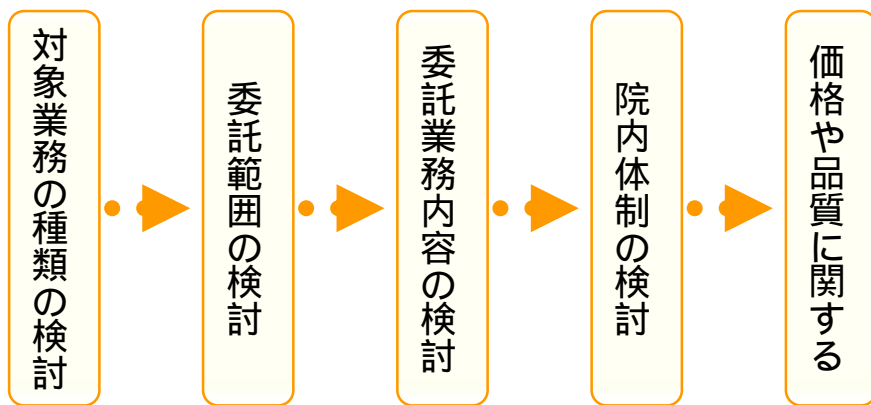 対象業務の種類の検討
委託範囲の検討
委託業務内容の検討
院内体制の検討
価格や品質に関する